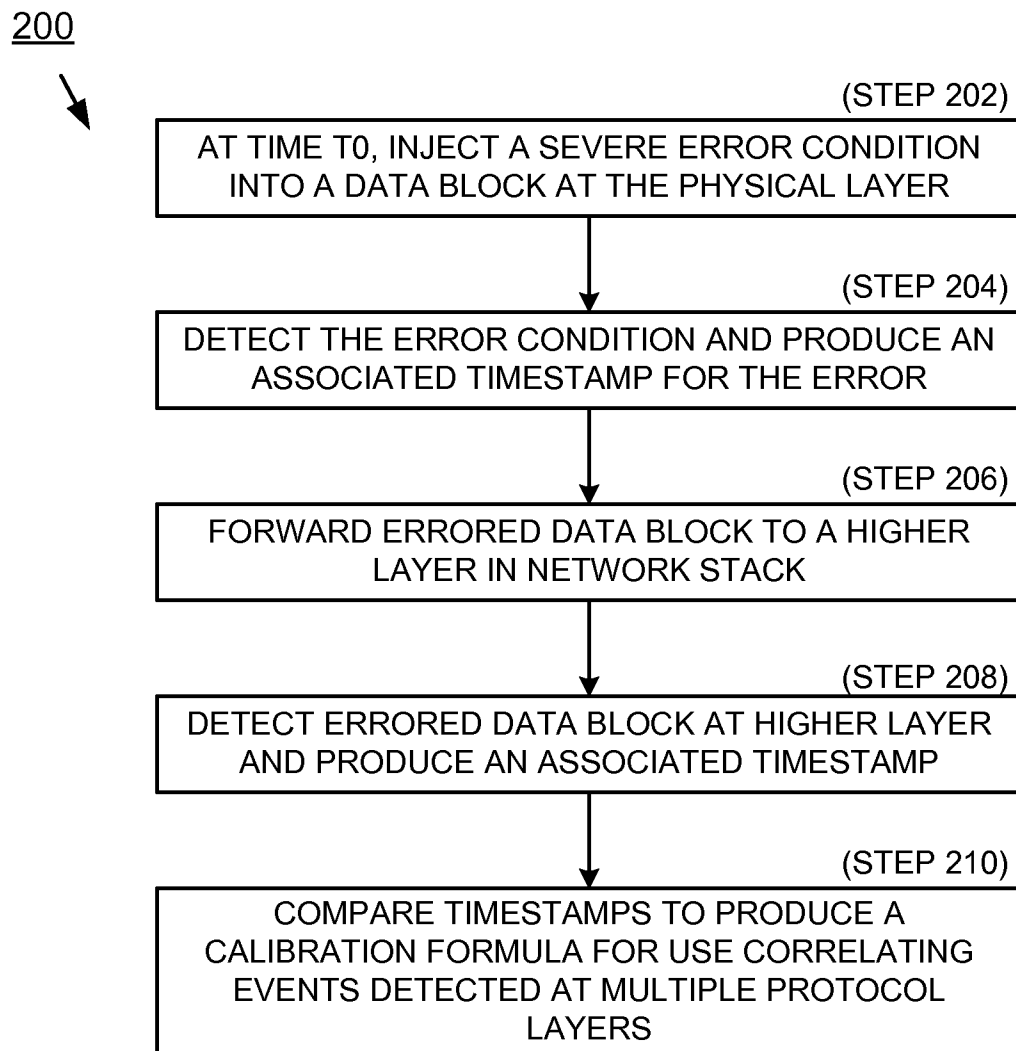 200
(STEP 202)
AT TIME T0, INJECT A SEVERE ERROR CONDITION
INTO A DATA BLOCK AT THE PHYSICAL LAYER
(STEP 204)
DETECT THE ERROR CONDITION AND PRODUCE AN
ASSOCIATED TIMESTAMP FOR THE ERROR
(STEP 206)
FORWARD ERRORED DATA BLOCK TO A HIGHER
LAYER IN NETWORK STACK
(STEP 208)
DETECT ERRORED DATA BLOCK AT HIGHER LAYER
AND PRODUCE AN ASSOCIATED TIMESTAMP
(STEP 210)
COMPARE TIMESTAMPS TO PRODUCE A
CALIBRATION FORMULA FOR USE CORRELATING
EVENTS DETECTED AT MULTIPLE PROTOCOL
LAYERS